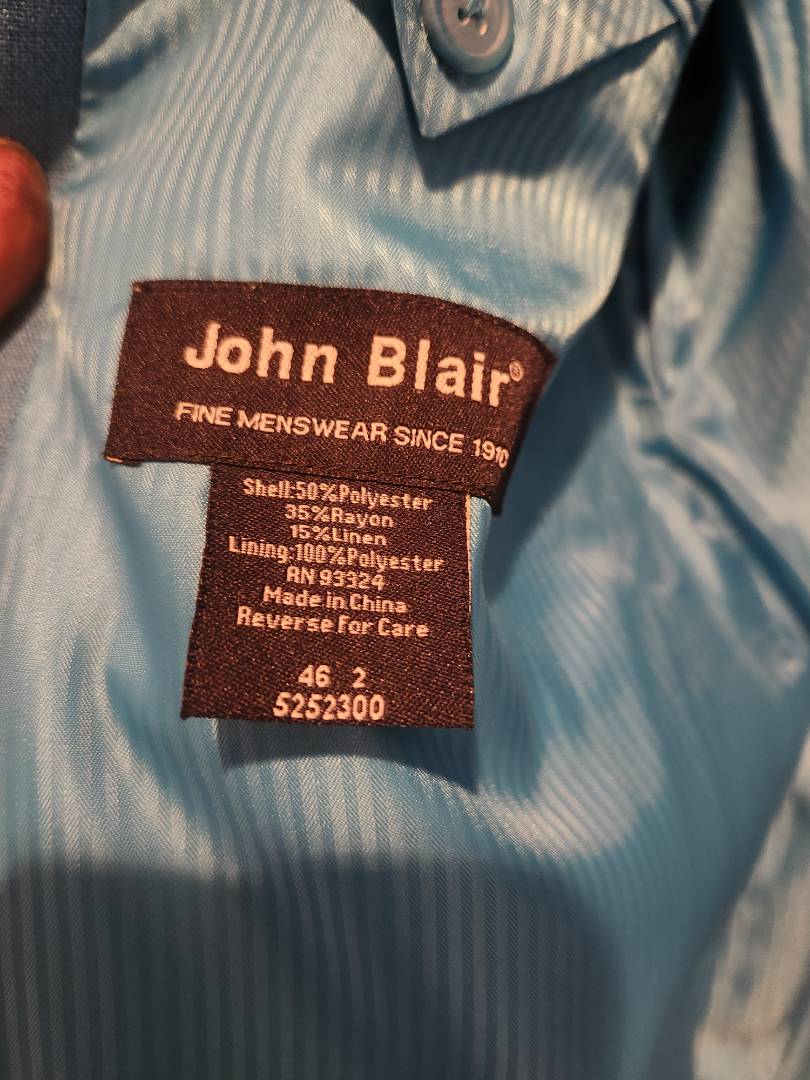 John Blair®
FINE MENSWEAR SINCE 1910
Shell:50%Polyester
35%Rayon
15%Linen
Lining:100%Polyester
RN 93324
Made in China
Reverse For Care
46 2
5252300